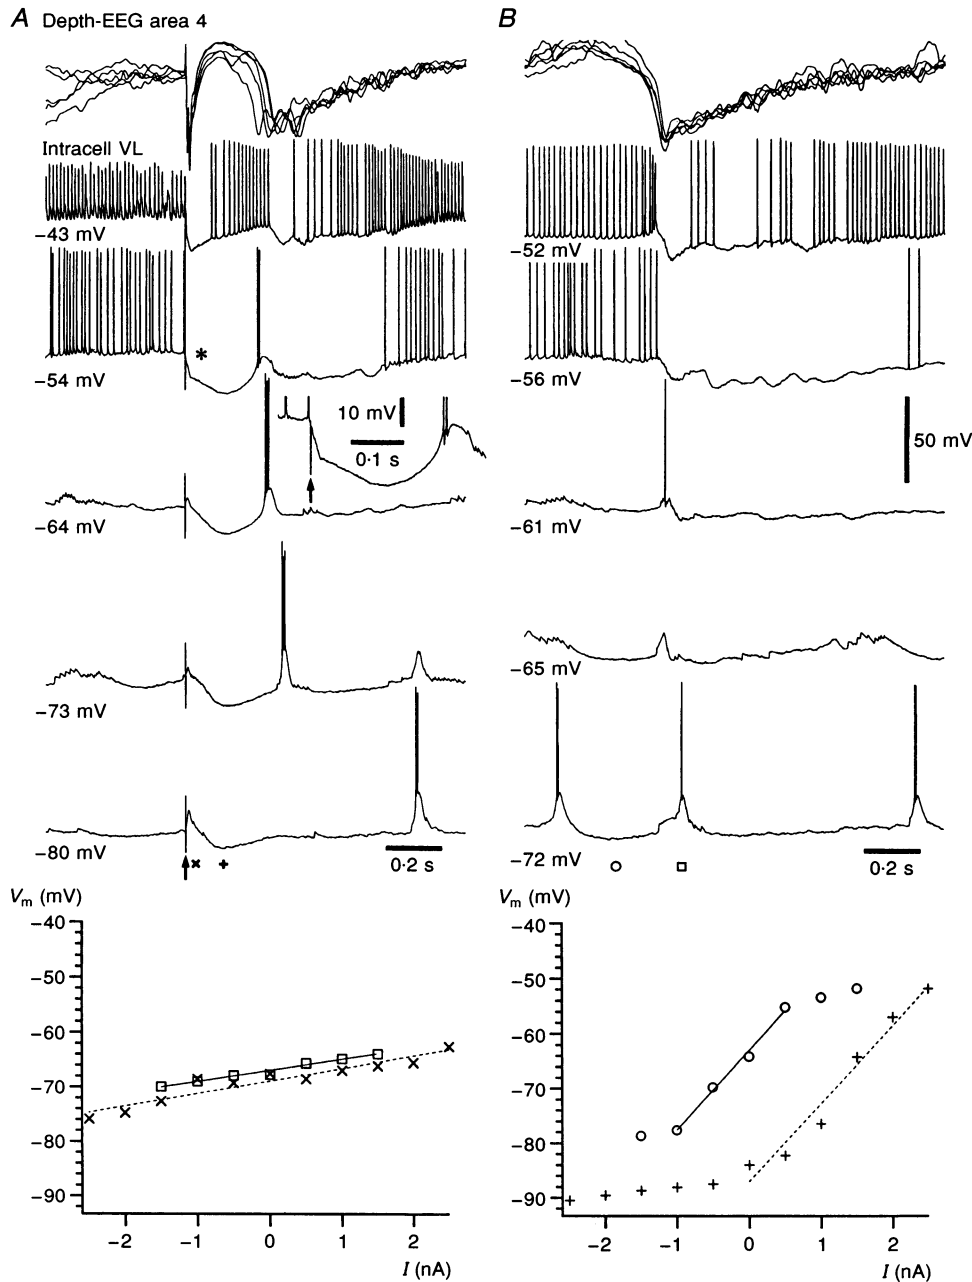 A Depth-EEG area 4
B
Intracell VL
−43 mV
−52 mV
*
−54 mV
−56 mV
10 mV
0·1 s
50 mV
−64 mV
−61 mV
−65 mV
−73 mV
−80 mV
0·2 s
−72 mV
0·2 s
Vm (mV)
−40
−50
−60
−70
−80
−90
−2
−1
0
1
2
I (nA)
Vm (mV)
−40
−50
−60
−70
−80
−90
−2
−1
0
1
2
I (nA)